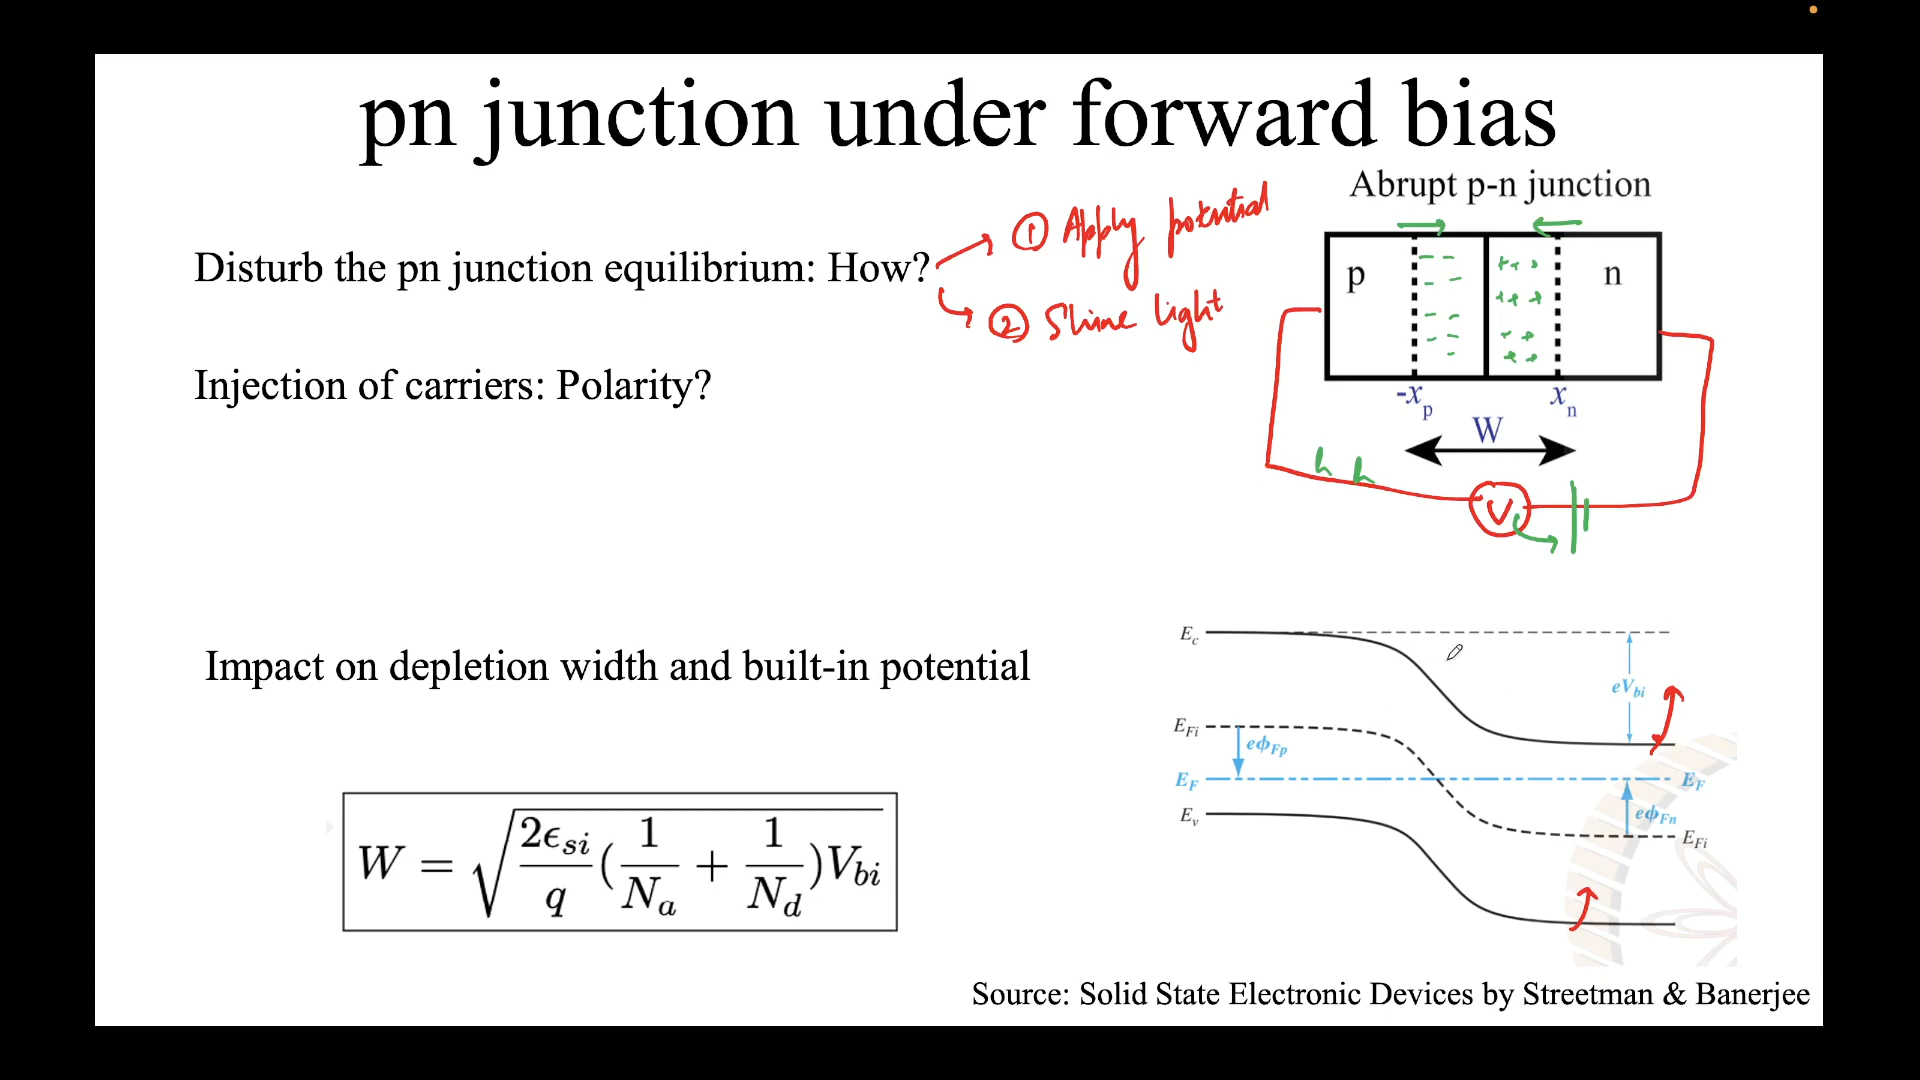 pn junction under forward bias
Abrupt p-n junction
Disturb the pn junction equilibrium: How?
① Apply potential
② Shine light
p
n
- - - -
+ + +
-xp
xn
W
Injection of carriers: Polarity?
h h
V
Impact on depletion width and built-in potential
Ec
eVbi
EFi
eϕFp
EF
EF
Ev
eϕFn
EFi
W = √(2ϵsi/q (1/Na + 1/Nd)Vbi)
Source: Solid State Electronic Devices by Streetman & Banerjee